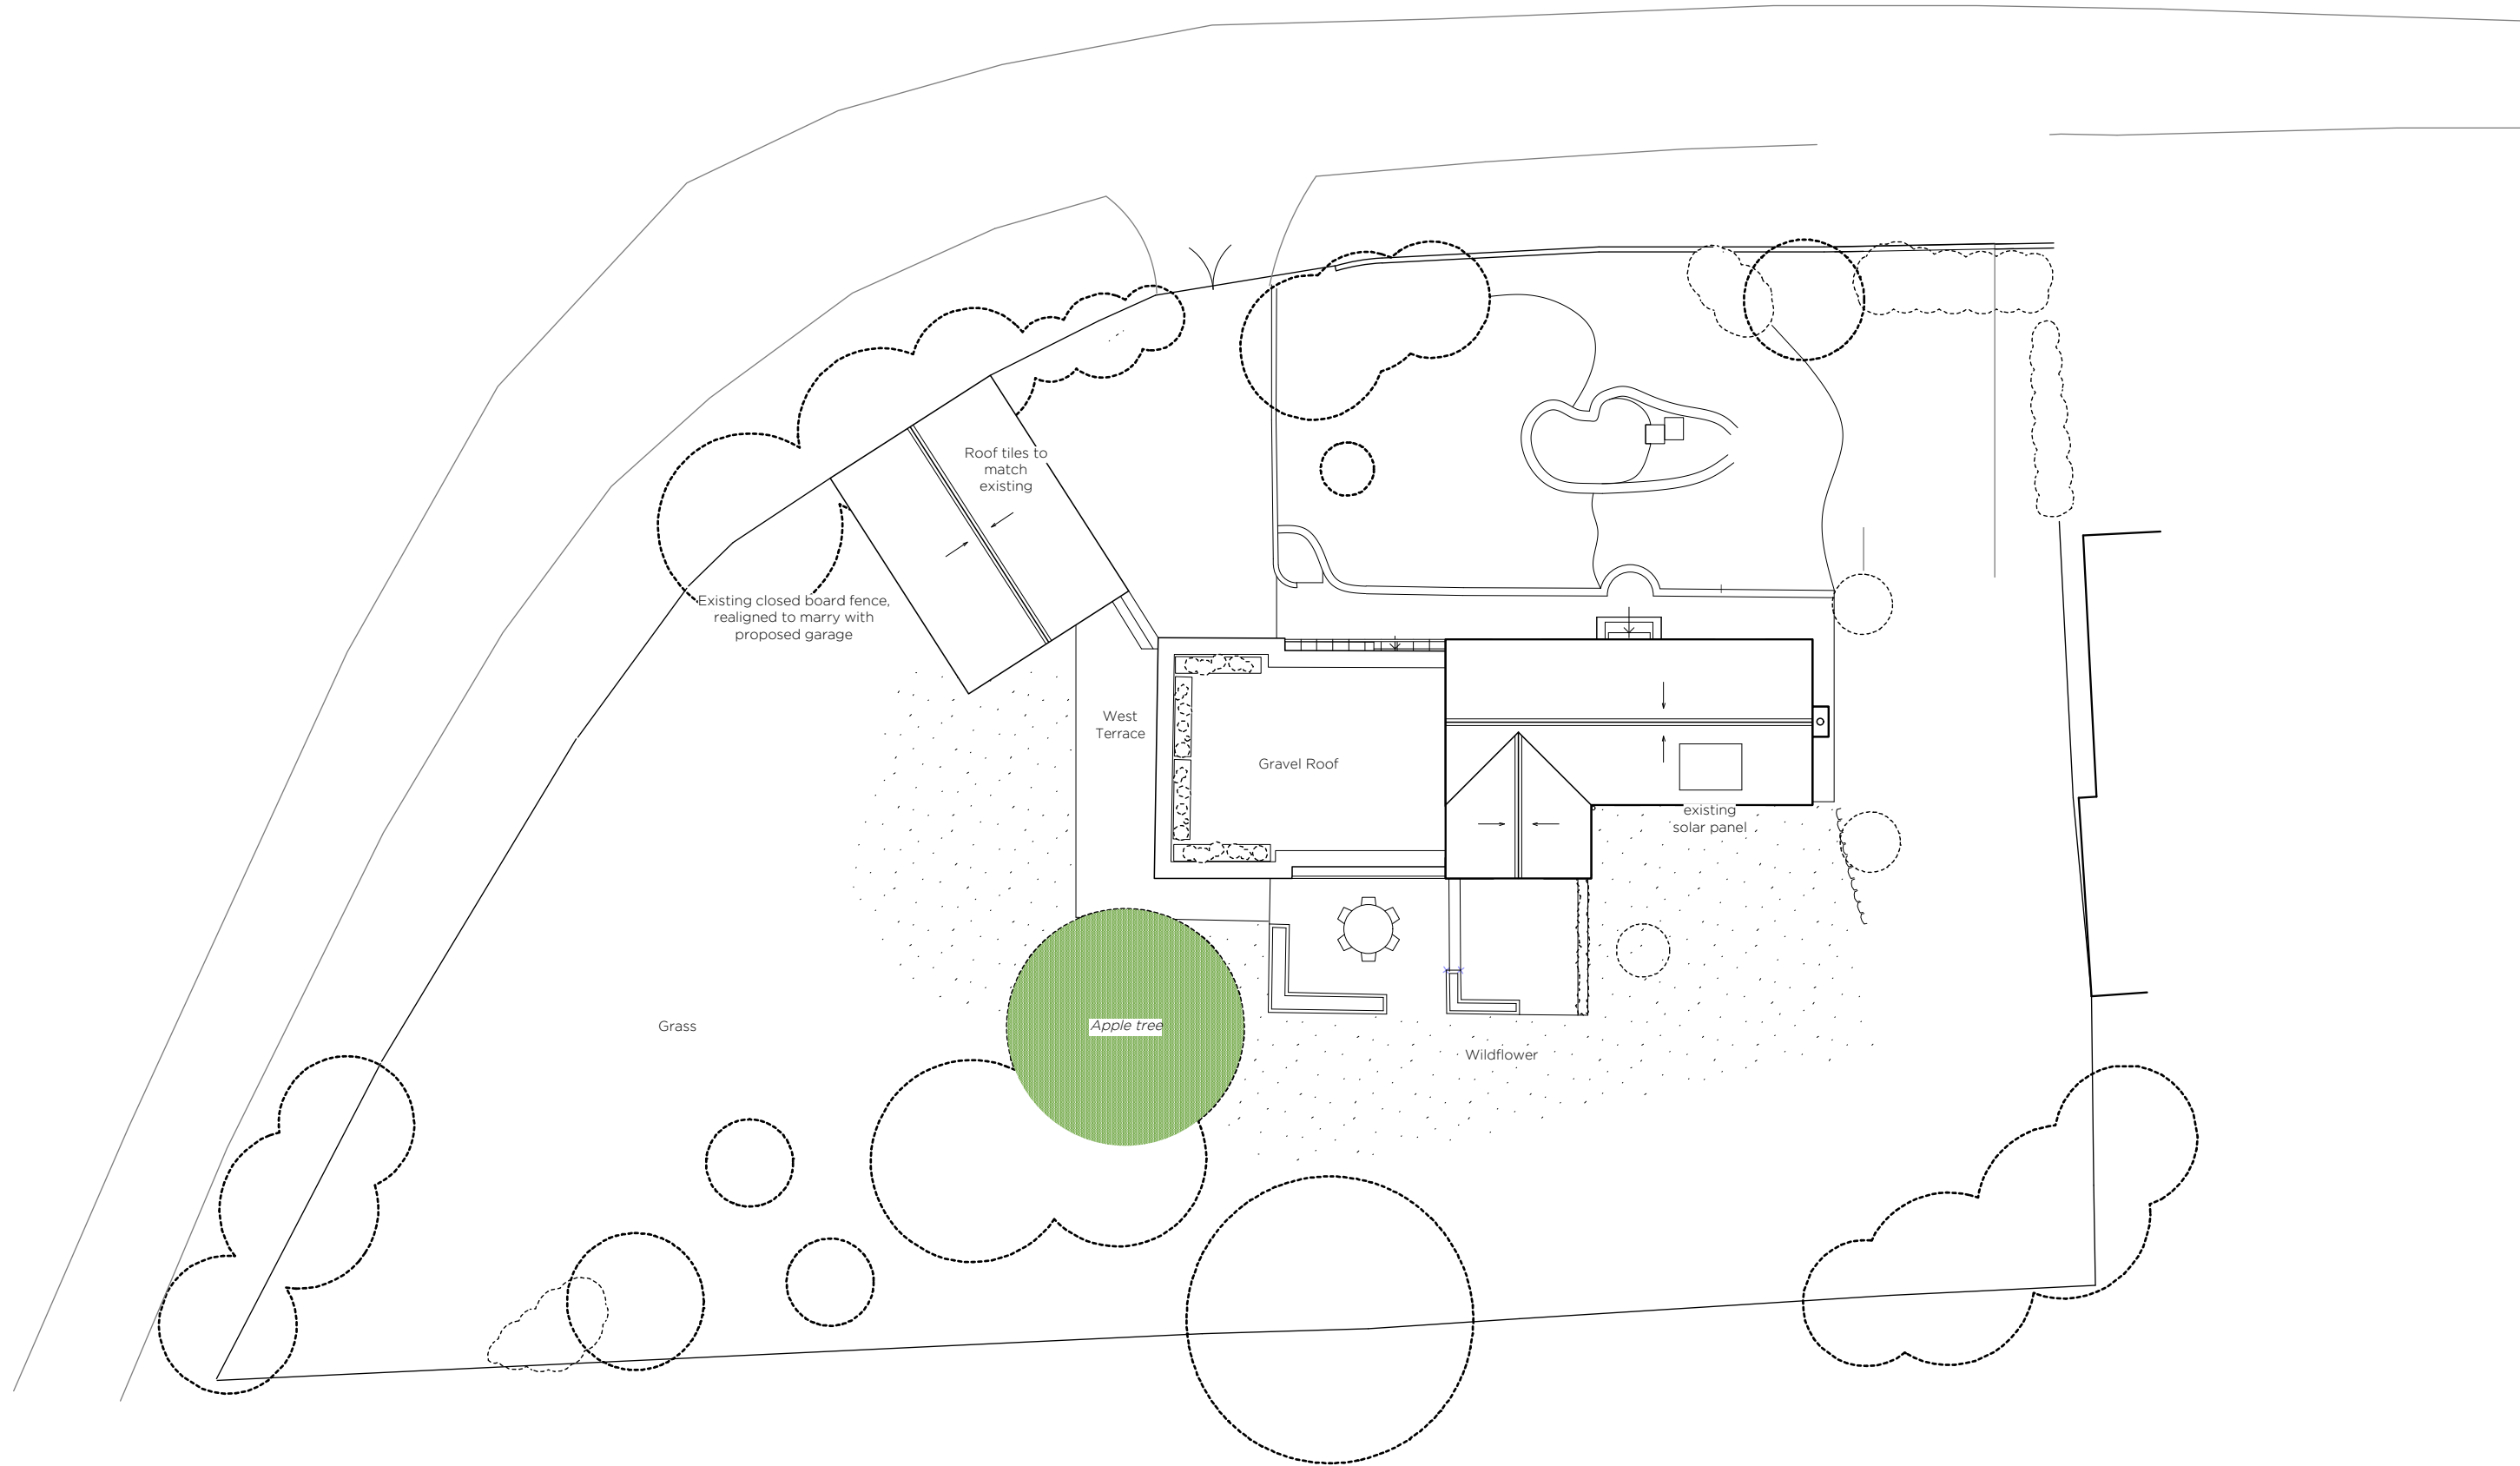 Roof tiles to
match
existing
Existing closed board fence,
realigned to marry with
proposed garage
West
Terrace
Gravel Roof
existing
solar panel
Grass
Apple tree
Wildflower